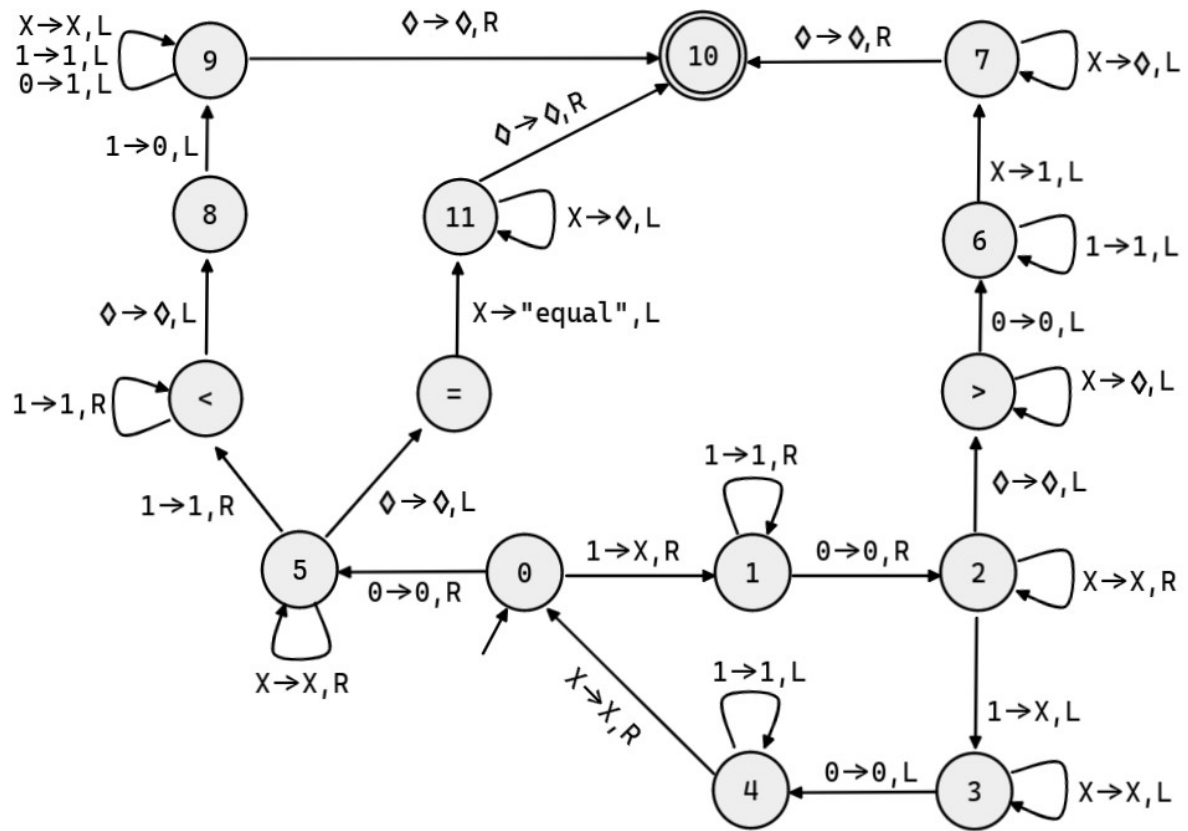 X→X,L
1→1,L
0→1,L
9
◊→◊,R
10
◊→◊,R
7
X→◊,L
1→0,L
◊→◊,R
X→1,L
8
11
X→◊,L
6
1→1,L
◊→◊,L
X→"equal",L
0→0,L
1→1,R
<
=
>
X→◊,L
1→1,R
1→1,R
◊→◊,L
◊→◊,L
5
0→0,R
0
1→X,R
1
0→0,R
2
X→X,R
X→X,R
X→X,R
1→1,L
1→X,L
4
0→0,L
3
X→X,L